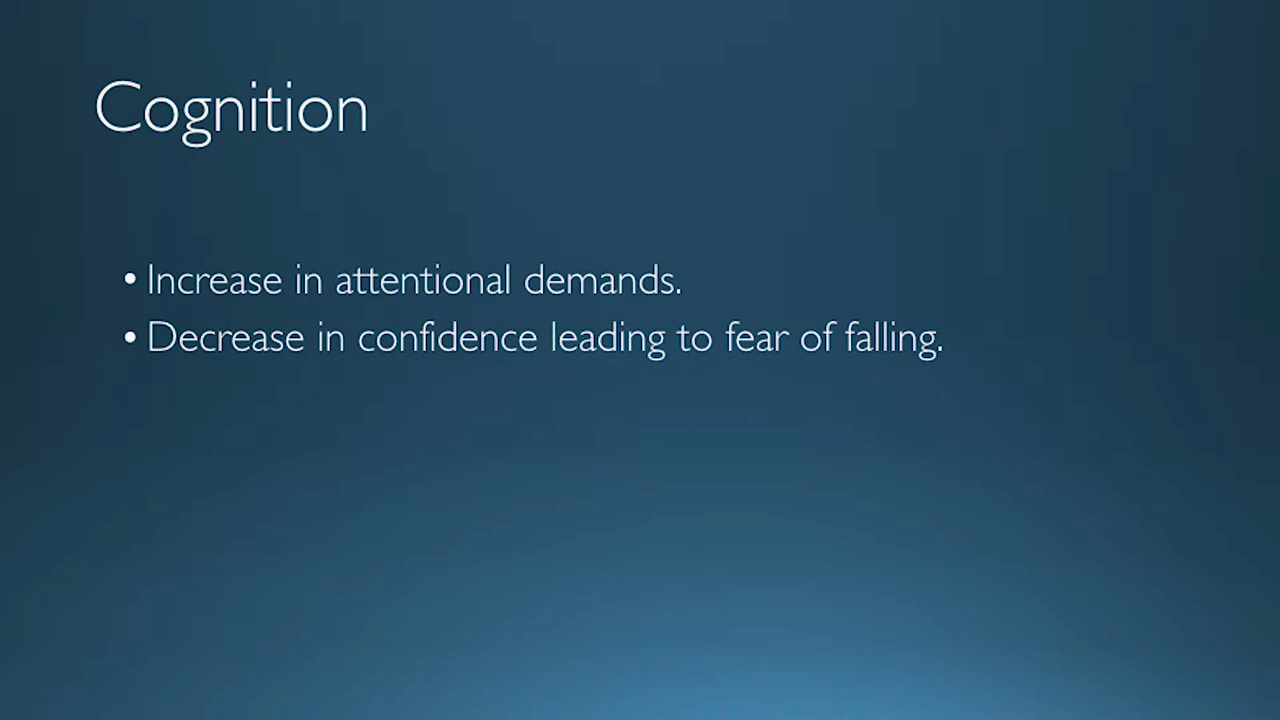 Cognition
• Increase in attentional demands.
• Decrease in confidence leading to fear of falling.